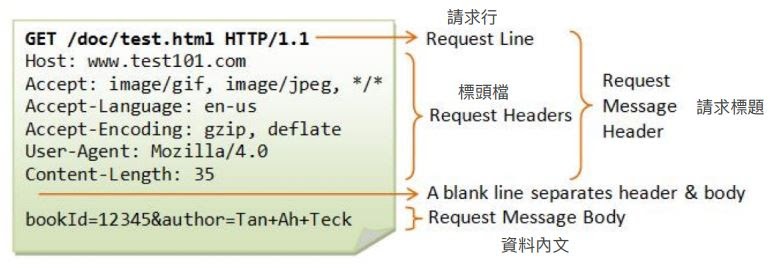 GET /doc/test.html HTTP/1.1
Host: www.test101.com
Accept: image/gif, image/jpeg, */*
Accept-Language: en-us
Accept-Encoding: gzip, deflate
User-Agent: Mozilla/4.0
Content-Length: 35
bookId=12345&author=Tan+Ah+Teck
請求行
Request Line
標頭檔
Request Headers
Request
Message
Header
請求標題
A blank line separates header & body
Request Message Body
資料內文